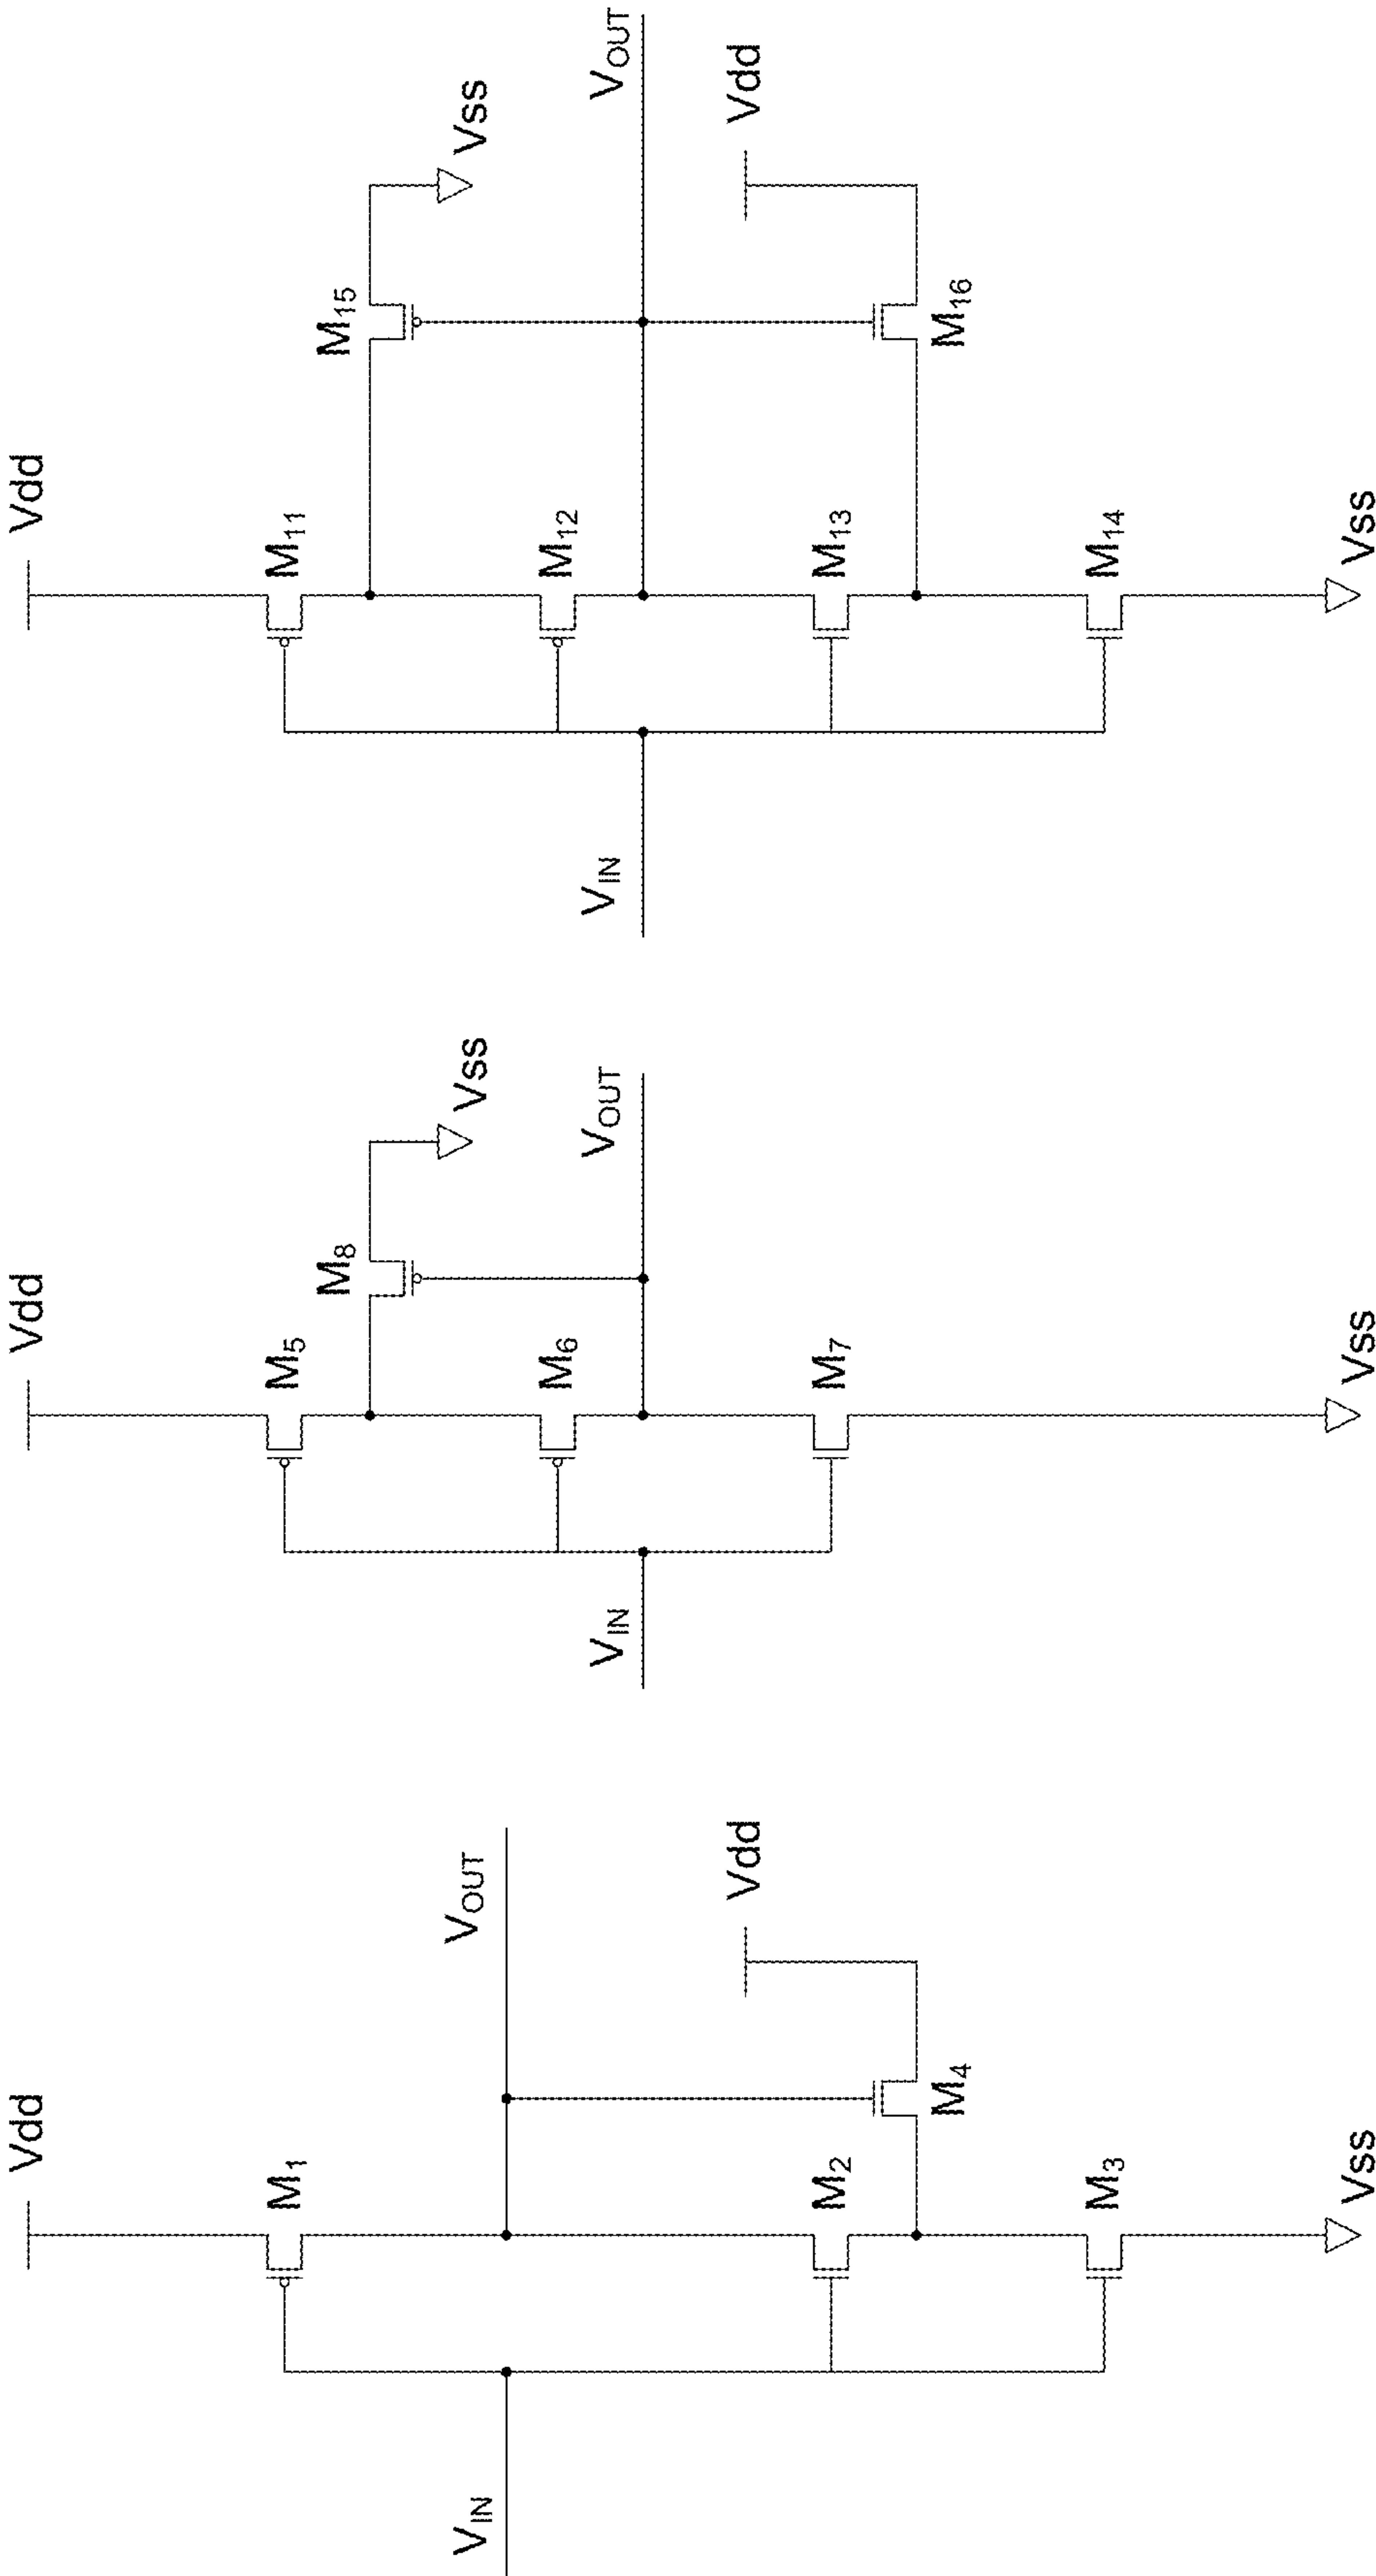 Vdd
M11
M15
Vss
M12
VIN
VOUT
M13
Vdd
M16
M14
Vss
Vdd
M5
M8
Vss
M6
VIN
VOUT
M7
Vss
Vdd
M1
VIN
VOUT
M2
Vdd
M4
M3
Vss